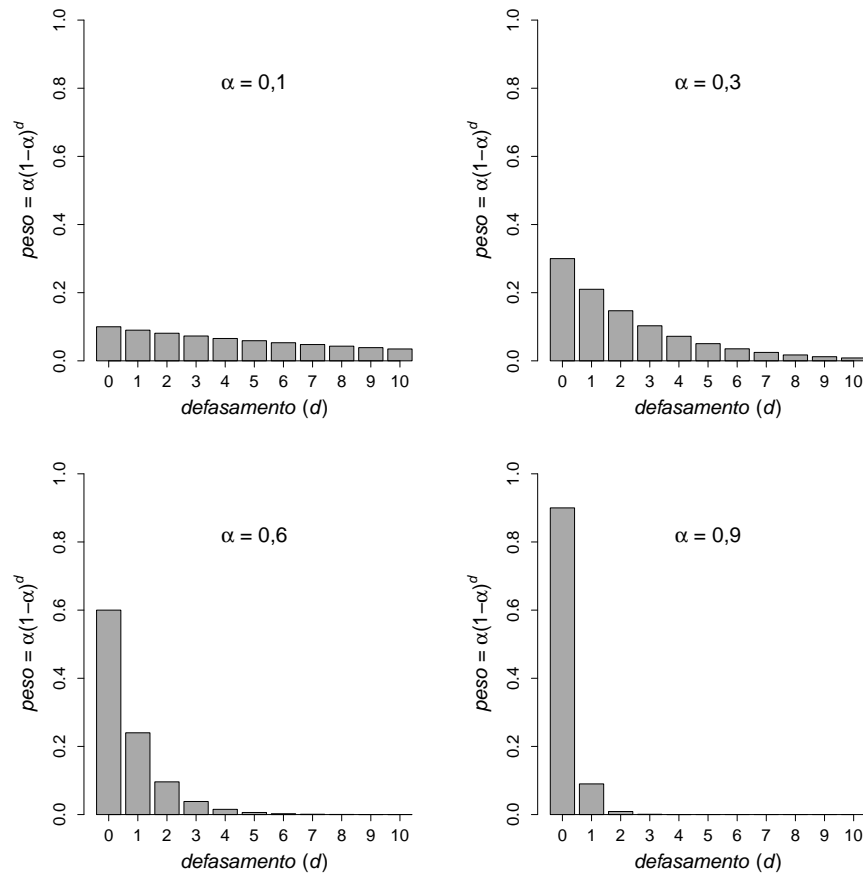 α = 0,1
peso = α(1−α)^d
0.0 0.2 0.4 0.6 0.8 1.0
0 1 2 3 4 5 6 7 8 9 10
defasamento (d)
α = 0,3
peso = α(1−α)^d
0.0 0.2 0.4 0.6 0.8 1.0
0 1 2 3 4 5 6 7 8 9 10
defasamento (d)
α = 0,6
peso = α(1−α)^d
0.0 0.2 0.4 0.6 0.8 1.0
0 1 2 3 4 5 6 7 8 9 10
defasamento (d)
α = 0,9
peso = α(1−α)^d
0.0 0.2 0.4 0.6 0.8 1.0
0 1 2 3 4 5 6 7 8 9 10
defasamento (d)